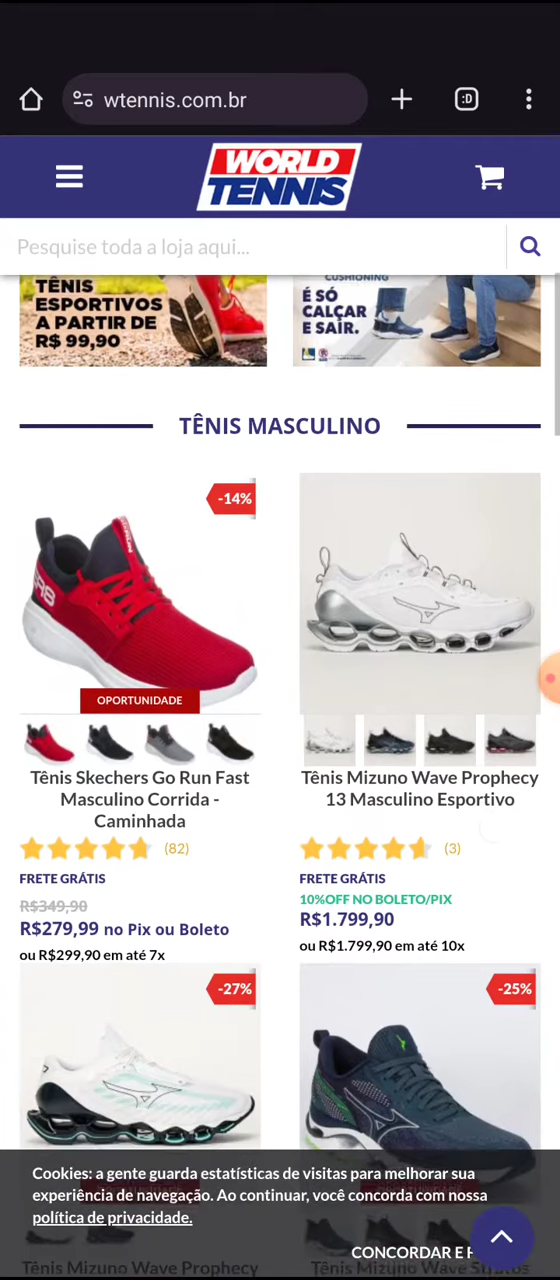 :D
wtennis.com.br
WORLD
TENNIS
Pesquise toda a loja aqui...
TÊNIS
ESPORTIVOS
A PARTIR DE
R$ 99,90
CUSHIONING
É SÓ
CALÇAR
E SAIR.
TÊNIS MASCULINO
-14%
OPORTUNIDADE
Tênis Skechers Go Run Fast
Masculino Corrida -
Caminhada
(82)
FRETE GRÁTIS
R$349,90
R$279,99 no Pix ou Boleto
ou R$299,90 em até 7x
Tênis Mizuno Wave Prophecy
13 Masculino Esportivo
(3)
FRETE GRÁTIS
10%OFF NO BOLETO/PIX
R$1.799,90
ou R$1.799,90 em até 10x
-27%
-25%
Cookies: a gente guarda estatísticas de visitas para melhorar sua
experiência de navegação. Ao continuar, você concorda com nossa
política de privacidade.
CONCORDAR E F
Tênis Mizuno Wave Prophecy
Tênis Mizuno Wave